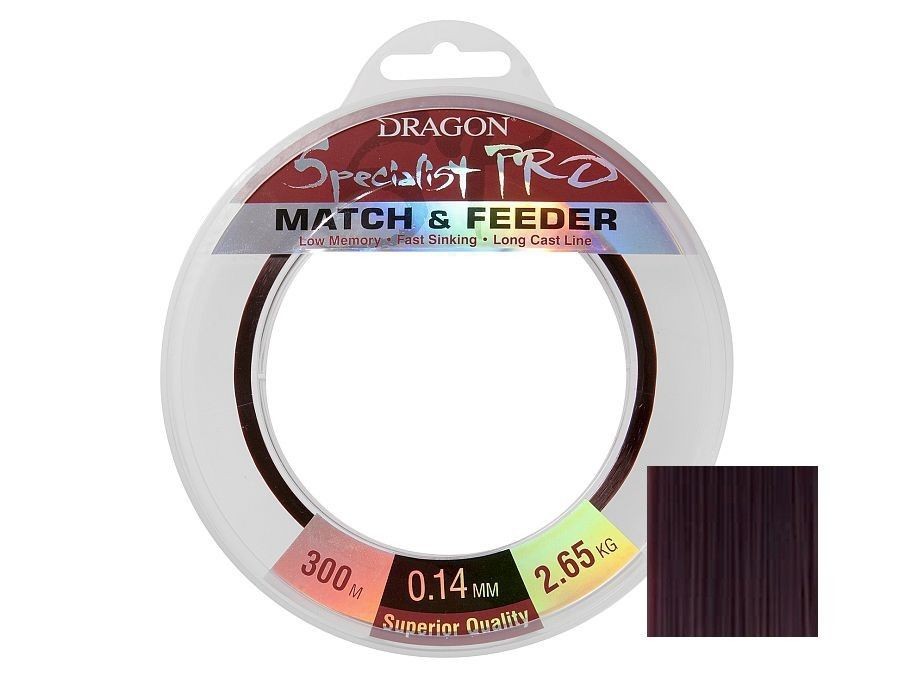 DRAGON
Specialist PRO
MATCH & FEEDER
Low Memory • Fast Sinking • Long Cast Line
300 M
0.14 MM
2.65 KG
Superior Quality